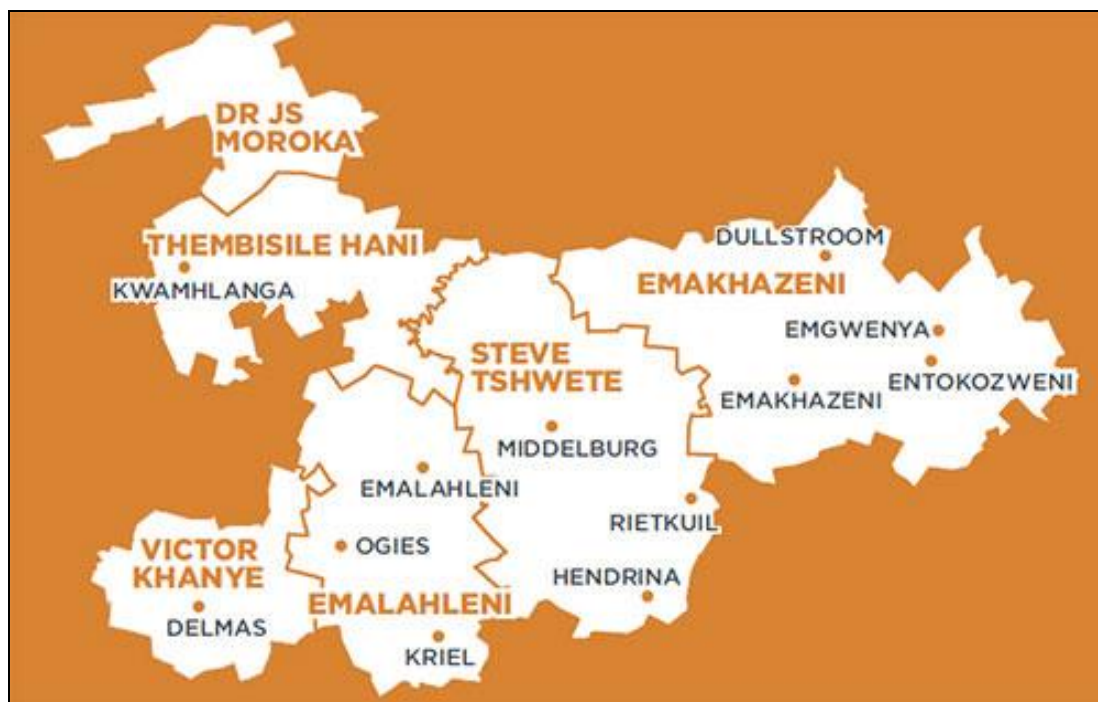 DR JS
MOROKA
THEMBISILE HANI
KWAMHLANGA
DULLSTROOM
EMAKHAZENI
EMGWENYA
ENTOKOZWENI
EMAKHAZENI
STEVE
TSHWETE
MIDDELBURG
EMALAHLENI
RIETKUIL
OGIES
VICTOR
KHANYE
HENDRINA
EMALAHLENI
DELMAS
KRIEL